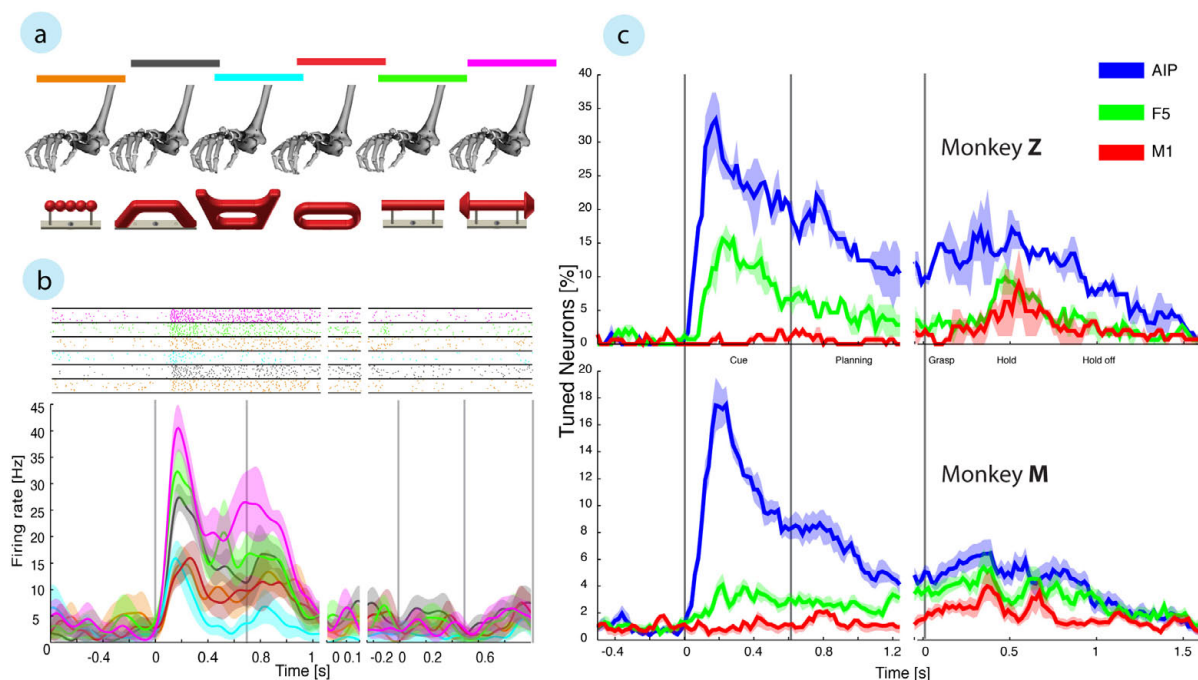 a
b
45
40
35
30
25
20
15
10
5
0
Firing rate [Hz]
-0.4 0 0.4 0.8 1 0 0.1 -0.2 0 0.2 0.6
Time [s]
c
AIP
F5
M1
Monkey Z
40
35
30
25
20
15
10
5
0
Tuned Neurons [%]
Cue Planning Grasp Hold Hold off
Monkey M
20
18
16
14
12
10
8
6
4
2
0
-0.4 0 0.4 0.8 1.2 0 0.5 1 1.5
Time [s]